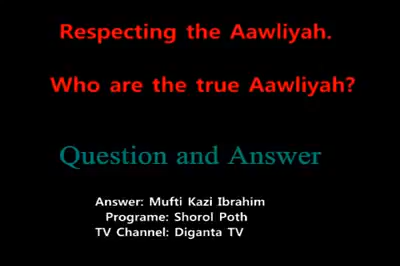 Respecting the Aawliyah.
Who are the true Aawliyah?
Question and Answer
Answer: Mufti Kazi Ibrahim
Programe: Shorol Poth
TV Channel: Diganta TV